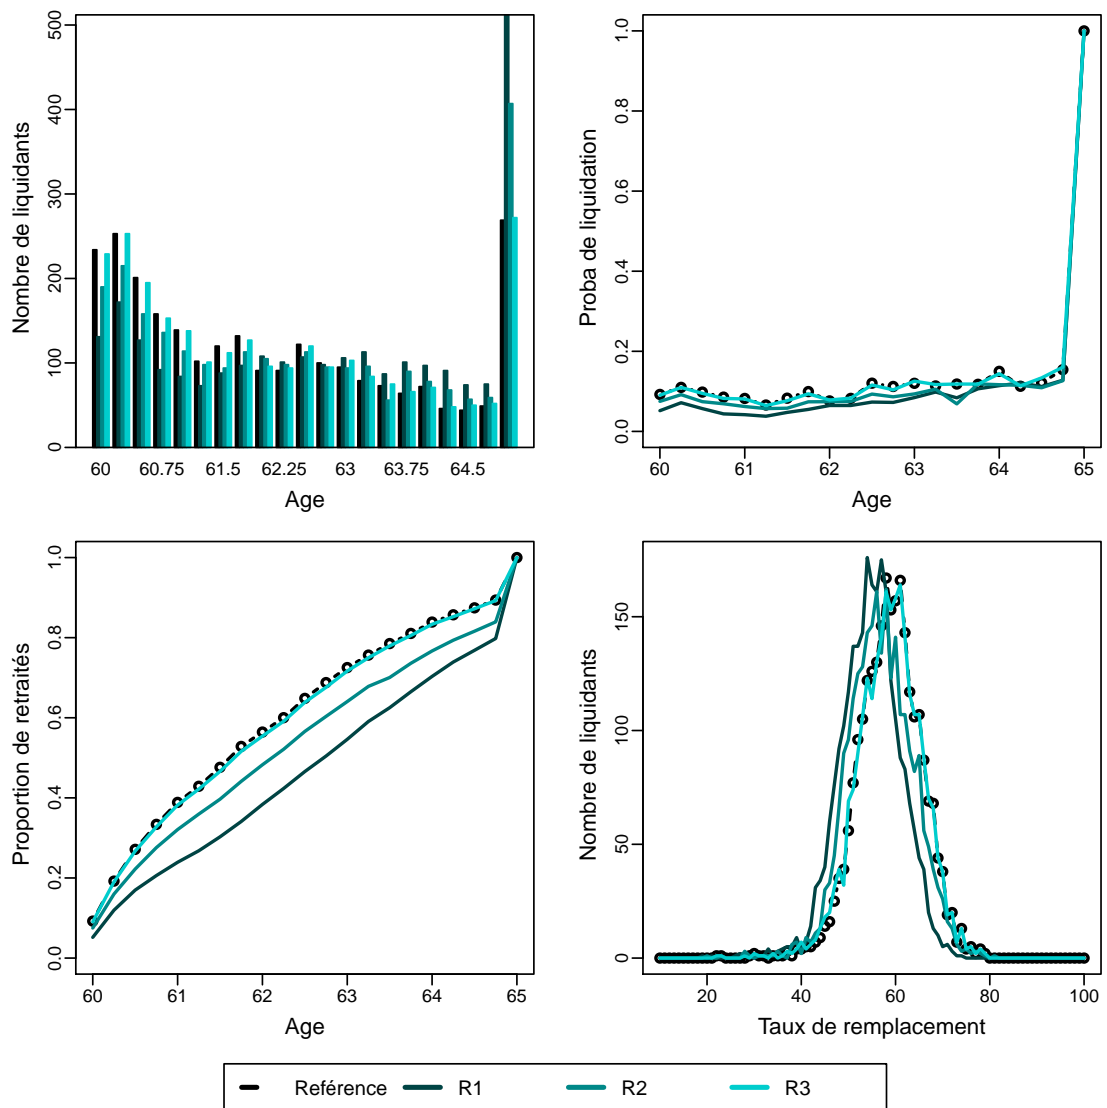 500
400
300
200
100
0
Nombre de liquidants
60 60.75 61.5 62.25 63 63.75 64.5
Age
1.0
0.8
0.6
0.4
0.2
0.0
Proba de liquidation
60 61 62 63 64 65
Age
1.0
0.8
0.6
0.4
0.2
0.0
Proportion de retraités
60 61 62 63 64 65
Age
150
100
50
0
Nombre de liquidants
20 40 60 80 100
Taux de remplacement
Reférence R1 R2 R3